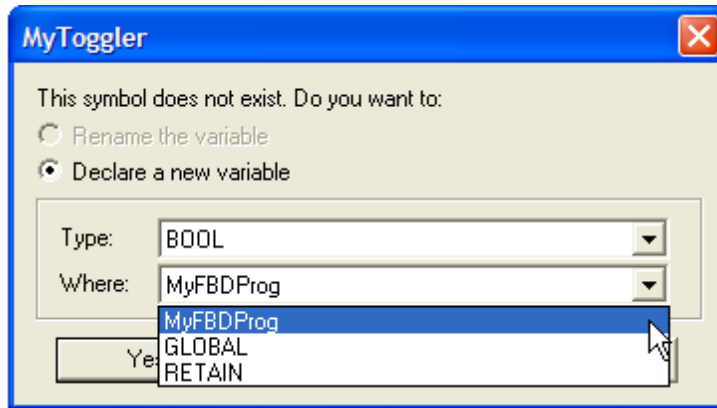 MyToggler
This symbol does not exist. Do you want to:
Rename the variable
Declare a new variable
Type: BOOL
Where: MyFBDProg
MyFBDProg
GLOBAL
RETAIN